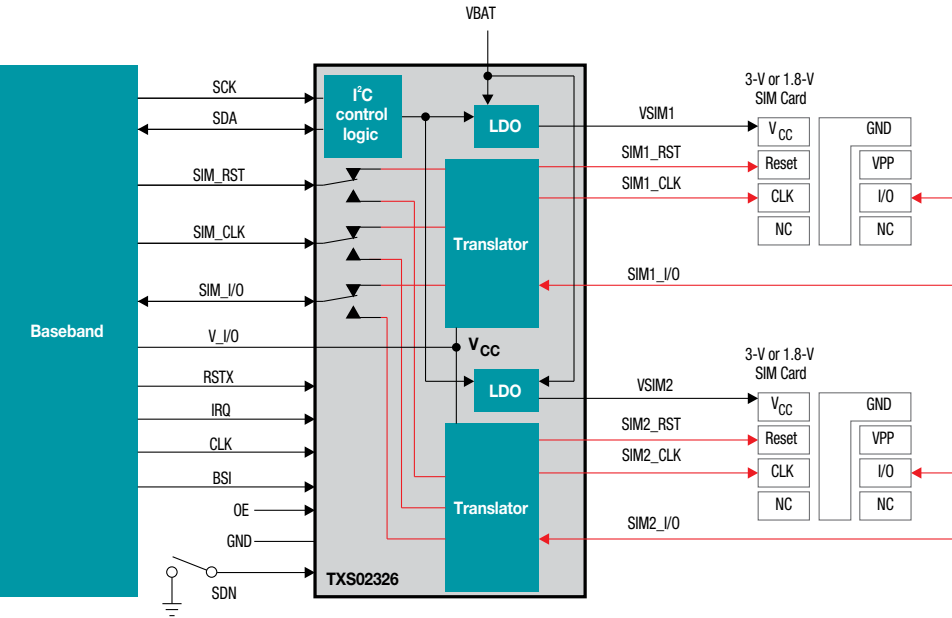 VBAT
SCK
SDA
SIM_RST
SIM_CLK
SIM_I/O
V_I/O
RSTX
IRQ
CLK
BSI
OE
GND
SDN
Baseband
I²C
control
logic
LDO
Translator
VCC
LDO
Translator
TXS02326
VSIM1
SIM1_RST
SIM1_CLK
SIM1_I/O
VSIM2
SIM2_RST
SIM2_CLK
SIM2_I/O
3-V or 1.8-V
SIM Card
VCC
GND
Reset
VPP
CLK
I/O
NC
NC
3-V or 1.8-V
SIM Card
VCC
GND
Reset
VPP
CLK
I/O
NC
NC